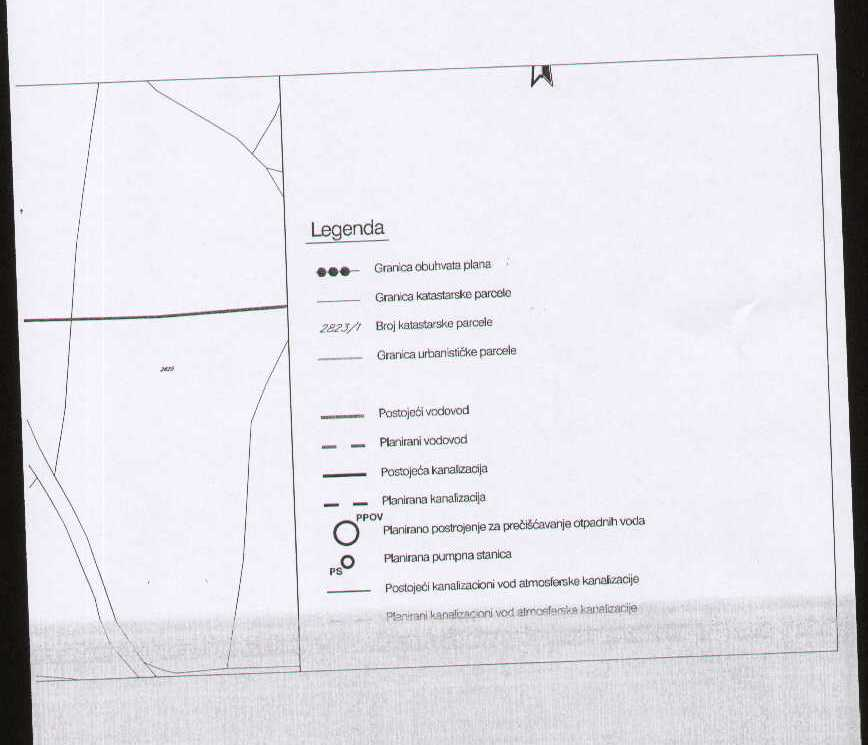 Legenda
Granica obuhvata plana
Granica katastarske parcele
2823/1 Broj katastarske parcele
Granica urbanističke parcele
Postojeći vodovod
Planirani vodovod
Postojeća kanalizacija
Planirana kanalizacija
PPOV
Planirano postrojenje za prečišćavanje otpadnih voda
Planirana pumpna stanica
PS
Postojeći kanalizacioni vod atmosferske kanalizacije
Planirani kanalizacioni vod atmosferske kanalizacije